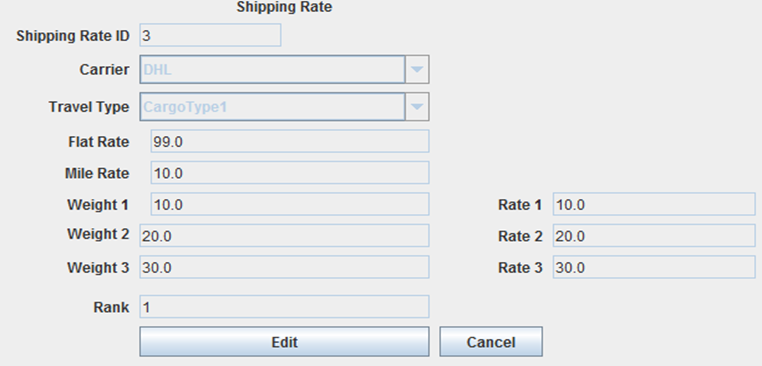 Shipping Rate
Shipping Rate ID 3
Carrier DHL
Travel Type CargoType1
Flat Rate 99.0
Mile Rate 10.0
Weight 1 10.0 Rate 1 10.0
Weight 2 20.0 Rate 2 20.0
Weight 3 30.0 Rate 3 30.0
Rank 1
Edit Cancel